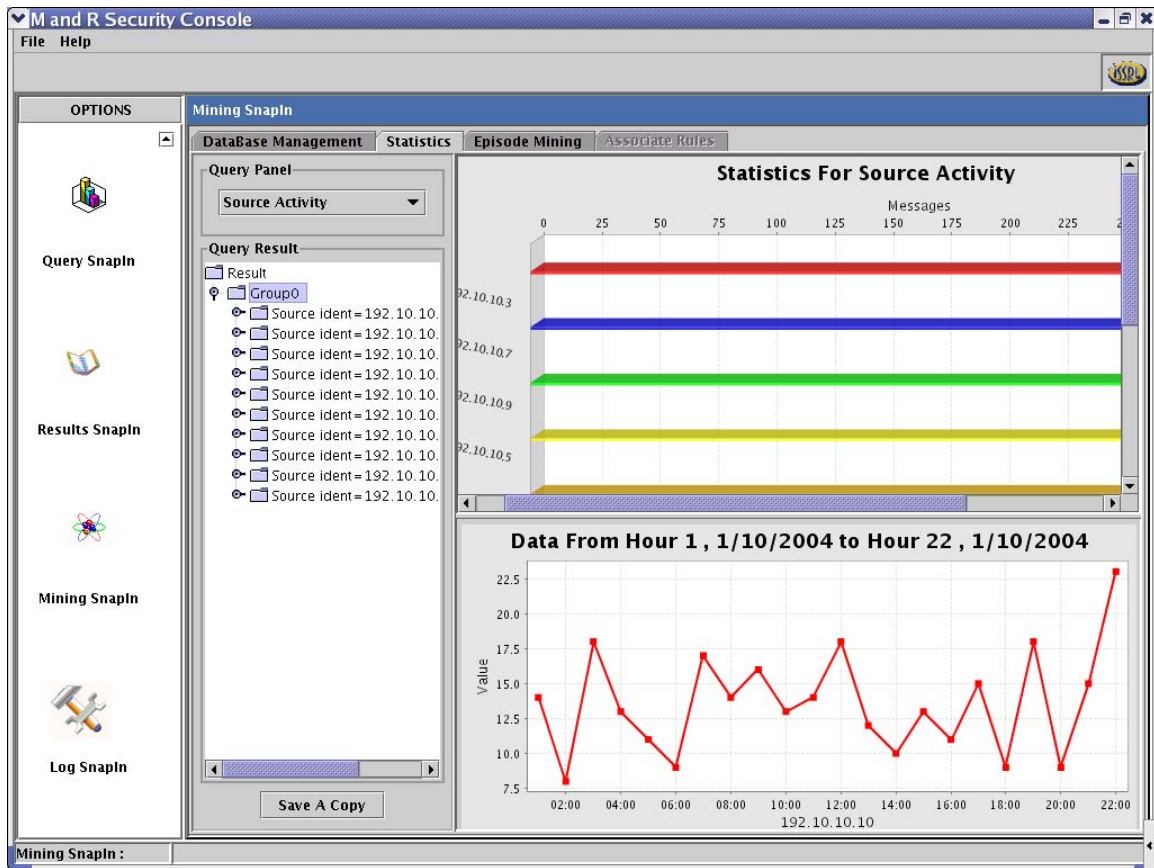 M and R Security Console
File Help
ISSRL
OPTIONS
Query SnapIn
Results SnapIn
Mining SnapIn
Log SnapIn
Mining SnapIn
DataBase Management Statistics Episode Mining Associate Rules
Query Panel
Source Activity
Query Result
Result
Group0
Source ident=192.10.10.
Source ident=192.10.10.
Source ident=192.10.10.
Source ident=192.10.10.
Source ident=192.10.10.
Source ident=192.10.10.
Source ident=192.10.10.
Source ident=192.10.10.
Source ident=192.10.10.
Source ident=192.10.10.
Save A Copy
Statistics For Source Activity
Messages
0 25 50 75 100 125 150 175 200 225 2
92.10.10.3
92.10.10.7
92.10.10.9
92.10.10.5
Data From Hour 1 , 1/10/2004 to Hour 22 , 1/10/2004
Value
22.5
20.0
17.5
15.0
12.5
10.0
7.5
02:00 04:00 06:00 08:00 10:00 12:00 14:00 16:00 18:00 20:00 22:00
192.10.10.10
Mining SnapIn :